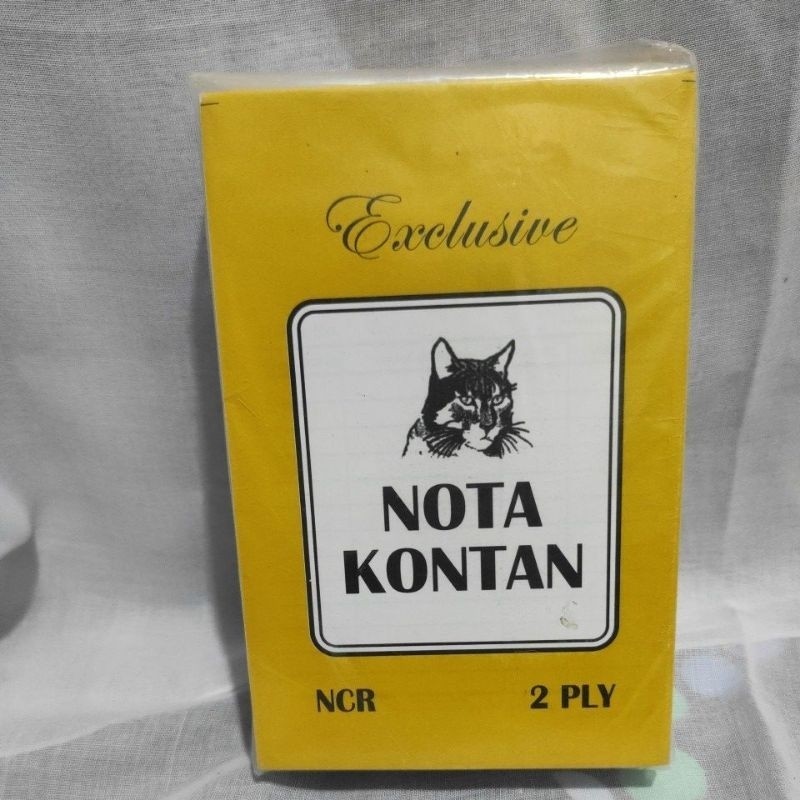 Exclusive
NOTA
KONTAN
NCR 2 PLY